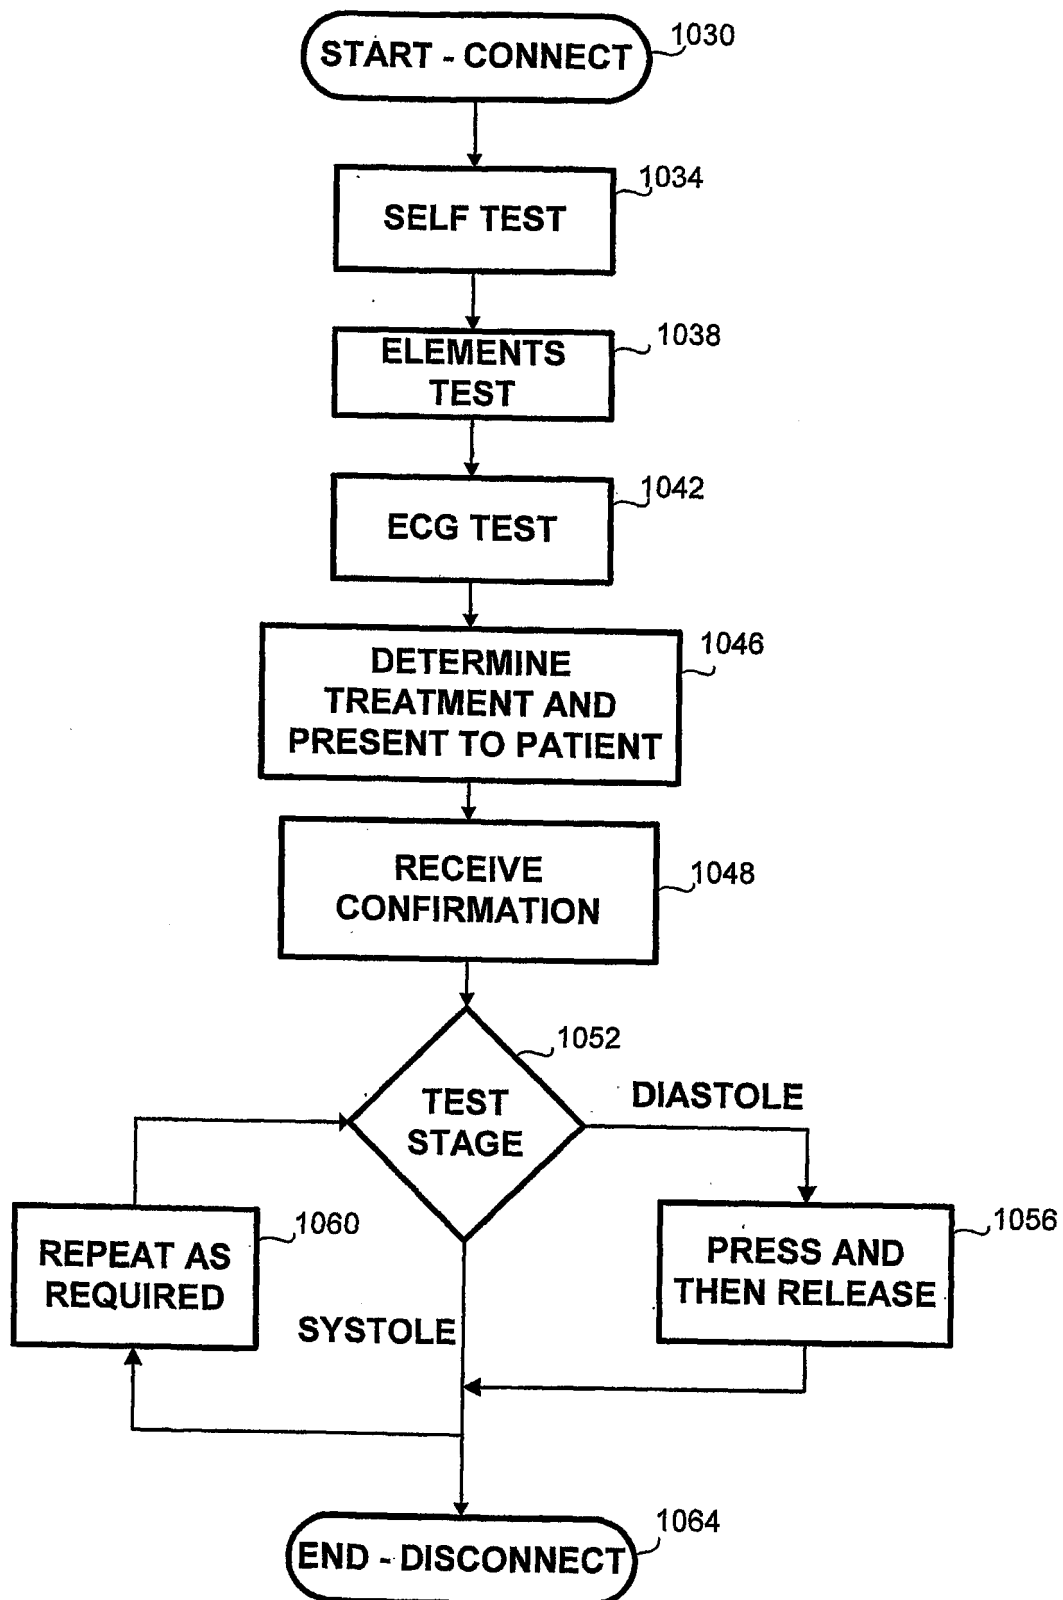 START - CONNECT
1030
1034
SELF TEST
1038
ELEMENTS
TEST
1042
ECG TEST
1046
DETERMINE
TREATMENT AND
PRESENT TO PATIENT
RECEIVE
CONFIRMATION
1048
1052
TEST
STAGE
DIASTOLE
1060
REPEAT AS
REQUIRED
1056
PRESS AND
THEN RELEASE
SYSTOLE
1064
END - DISCONNECT